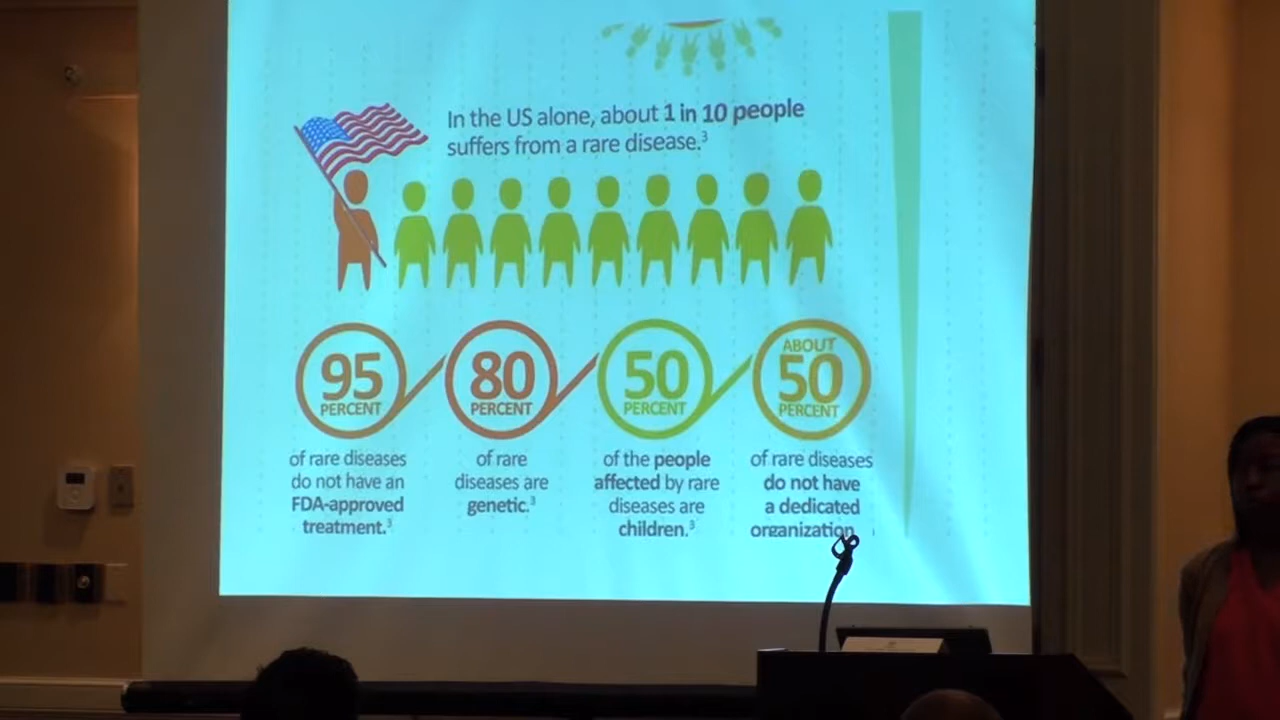 In the US alone, about 1 in 10 people
suffers from a rare disease.3
95
PERCENT
of rare diseases
do not have an
FDA-approved
treatment.3
80
PERCENT
of rare
diseases are
genetic.3
50
PERCENT
of the people
affected by rare
diseases are
children.3
ABOUT
50
PERCENT
of rare diseases
do not have
a dedicated
organization